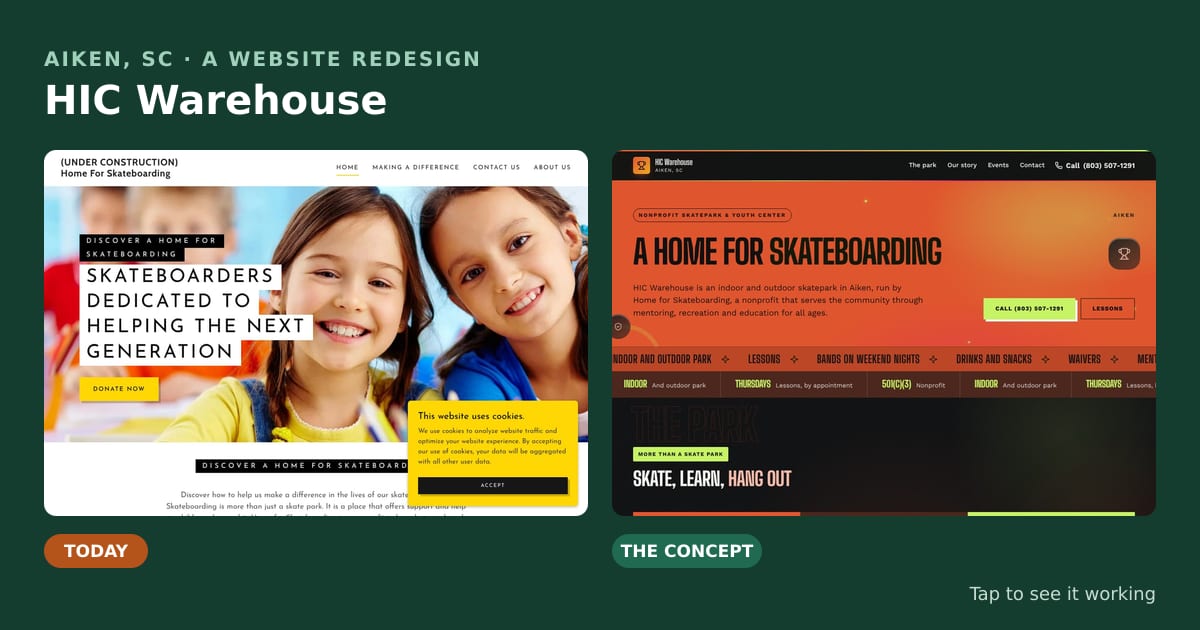 AIKEN, SC · A WEBSITE REDESIGN
HIC Warehouse
(UNDER CONSTRUCTION)
Home For Skateboarding
HOME MAKING A DIFFERENCE CONTACT US ABOUT US
DISCOVER A HOME FOR
SKATEBOARDING
SKATEBOARDERS
DEDICATED TO
HELPING THE NEXT
GENERATION
DONATE NOW
This website uses cookies.
We use cookies to analyze website traffic and
optimize your website experience. By accepting
our use of cookies, your data will be aggregated
with all other user data.
ACCEPT
DISCOVER A HOME FOR SKATEBOARD
Discover how to help us make a difference in the lives of our skate
Skateboarding is more than just a skate park. It is a place that offers support and help
TODAY
HIC Warehouse
AIKEN, SC
The park Our story Events Contact Call (803) 507-1291
NONPROFIT SKATEPARK & YOUTH CENTER
AIKEN
A HOME FOR SKATEBOARDING
HIC Warehouse is an indoor and outdoor skatepark in Aiken, run by
Home for Skateboarding, a nonprofit that serves the community through
mentoring, recreation and education for all ages.
CALL (803) 507-1291 LESSONS
NDOOR AND OUTDOOR PARK LESSONS BANDS ON WEEKEND NIGHTS DRINKS AND SNACKS WAIVERS MENT
INDOOR And outdoor park THURSDAYS Lessons, by appointment 501(C)(3) Nonprofit INDOOR And outdoor park THURSDAYS Lessons,
THE PARK
MORE THAN A SKATE PARK
SKATE, LEARN, HANG OUT
THE CONCEPT
Tap to see it working